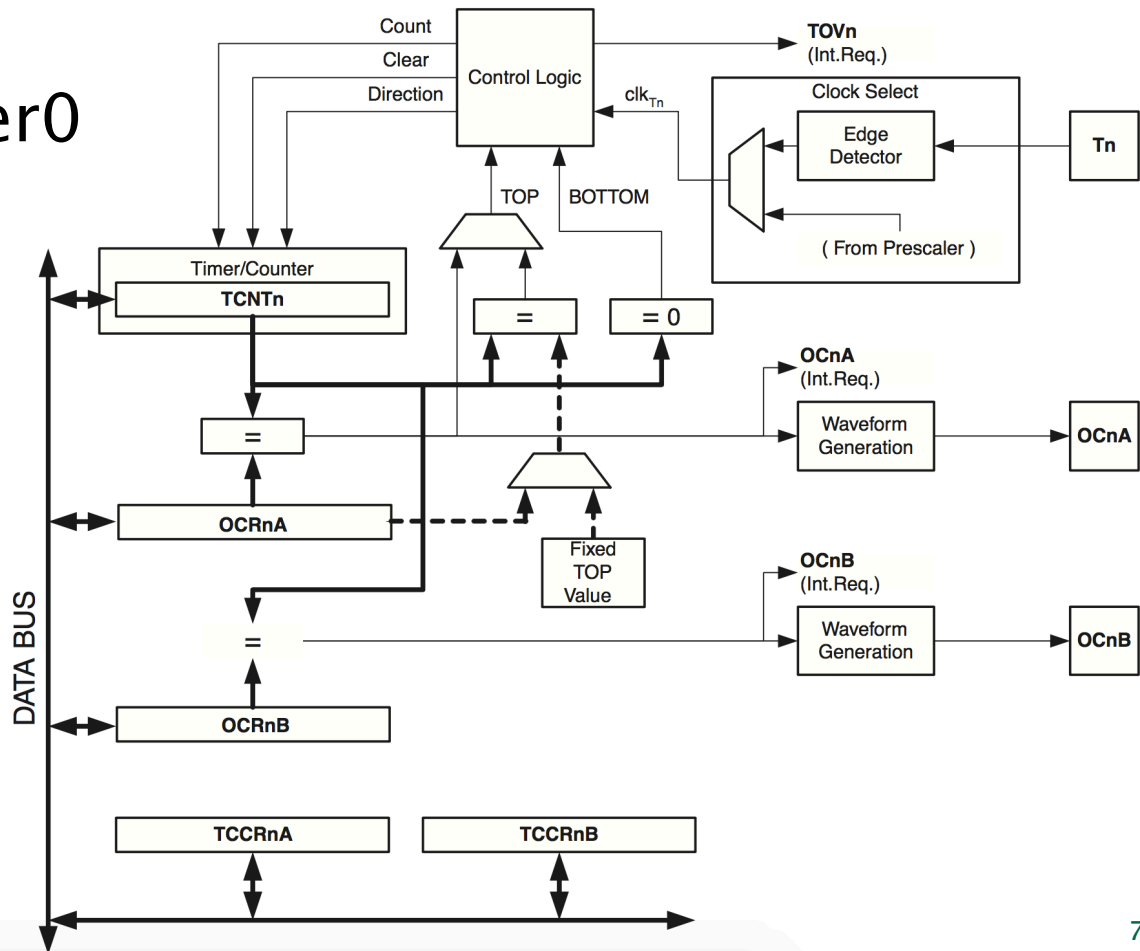 er0
Count
Clear
Direction
Control Logic
TOVn
(Int.Req.)
clkTn
Clock Select
Edge
Detector
Tn
( From Prescaler )
TOP
BOTTOM
Timer/Counter
TCNTn
=
= 0
=
OCRnA
Fixed
TOP
Value
OCnA
(Int.Req.)
Waveform
Generation
OCnA
=
OCRnB
OCnB
(Int.Req.)
Waveform
Generation
OCnB
DATA BUS
TCCRnA
TCCRnB
7